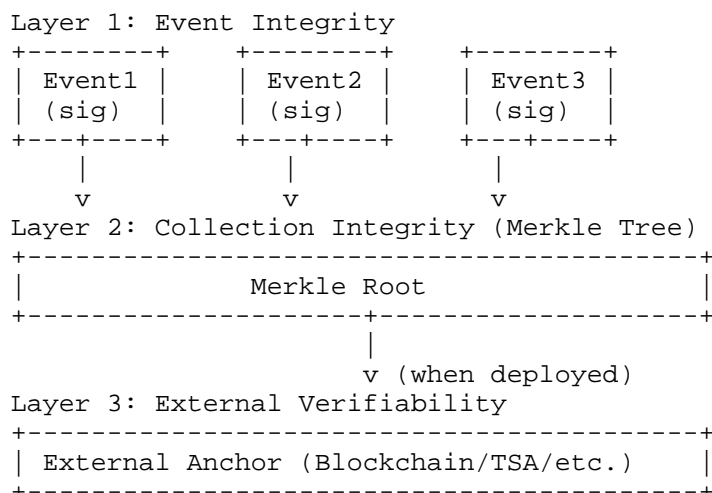 Layer 1: Event Integrity
+--------+    +--------+    +--------+
| Event1 |    | Event2 |    | Event3 |
| (sig)  |    | (sig)  |    | (sig)  |
+---+----+    +---+----+    +---+----+
    |            |            |
    v            v            v
Layer 2: Collection Integrity (Merkle Tree)
+------------------------------------------+
|              Merkle Root                 |
+---------------------+--------------------+
                      |
                      v (when deployed)
Layer 3: External Verifiability
+------------------------------------------+
| External Anchor (Blockchain/TSA/etc.)    |
+------------------------------------------+